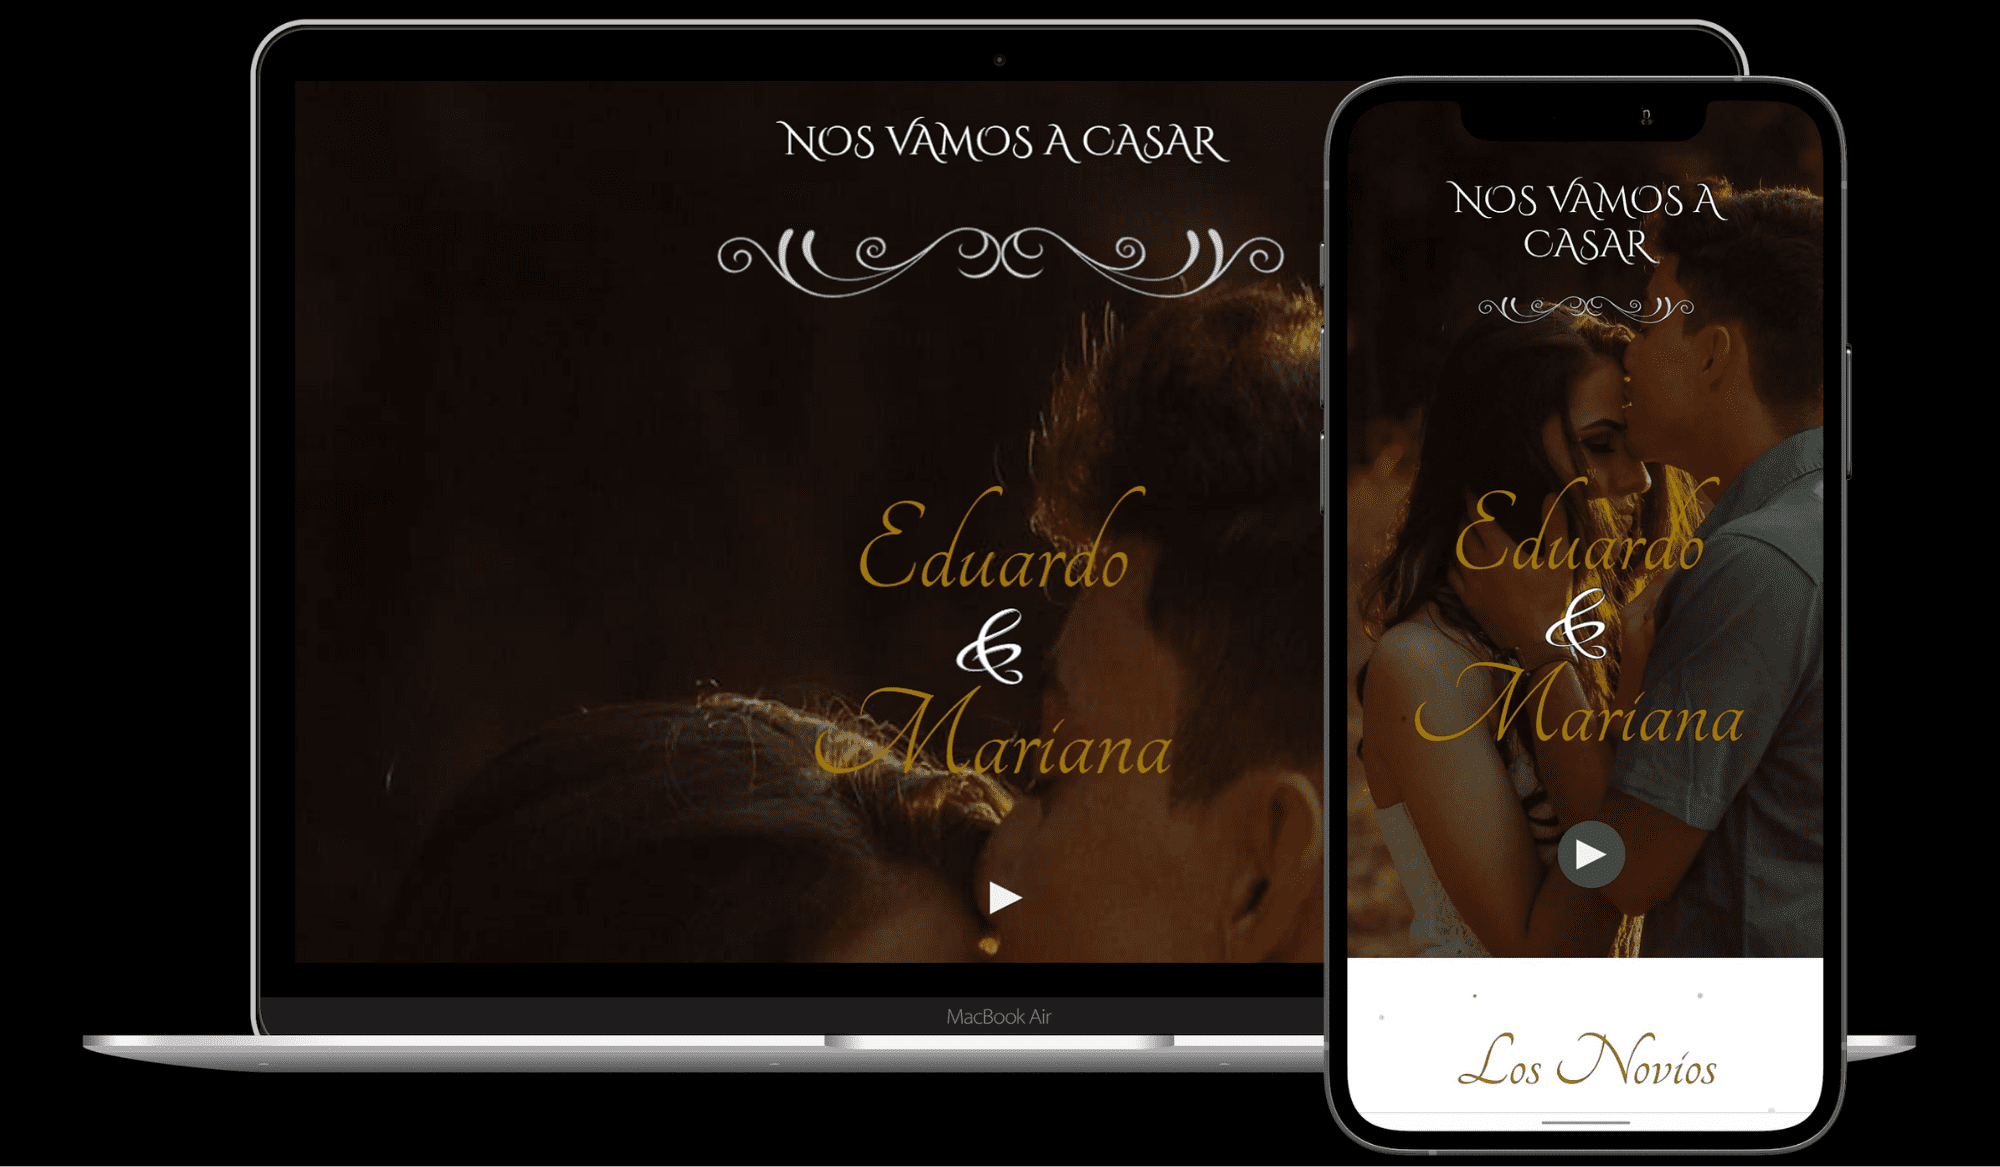 NOS VAMOS A CASAR
Eduardo
&
Mariana
MacBook Air
NOS VAMOS A
CASAR
Eduardo
&
Mariana
Los Novios